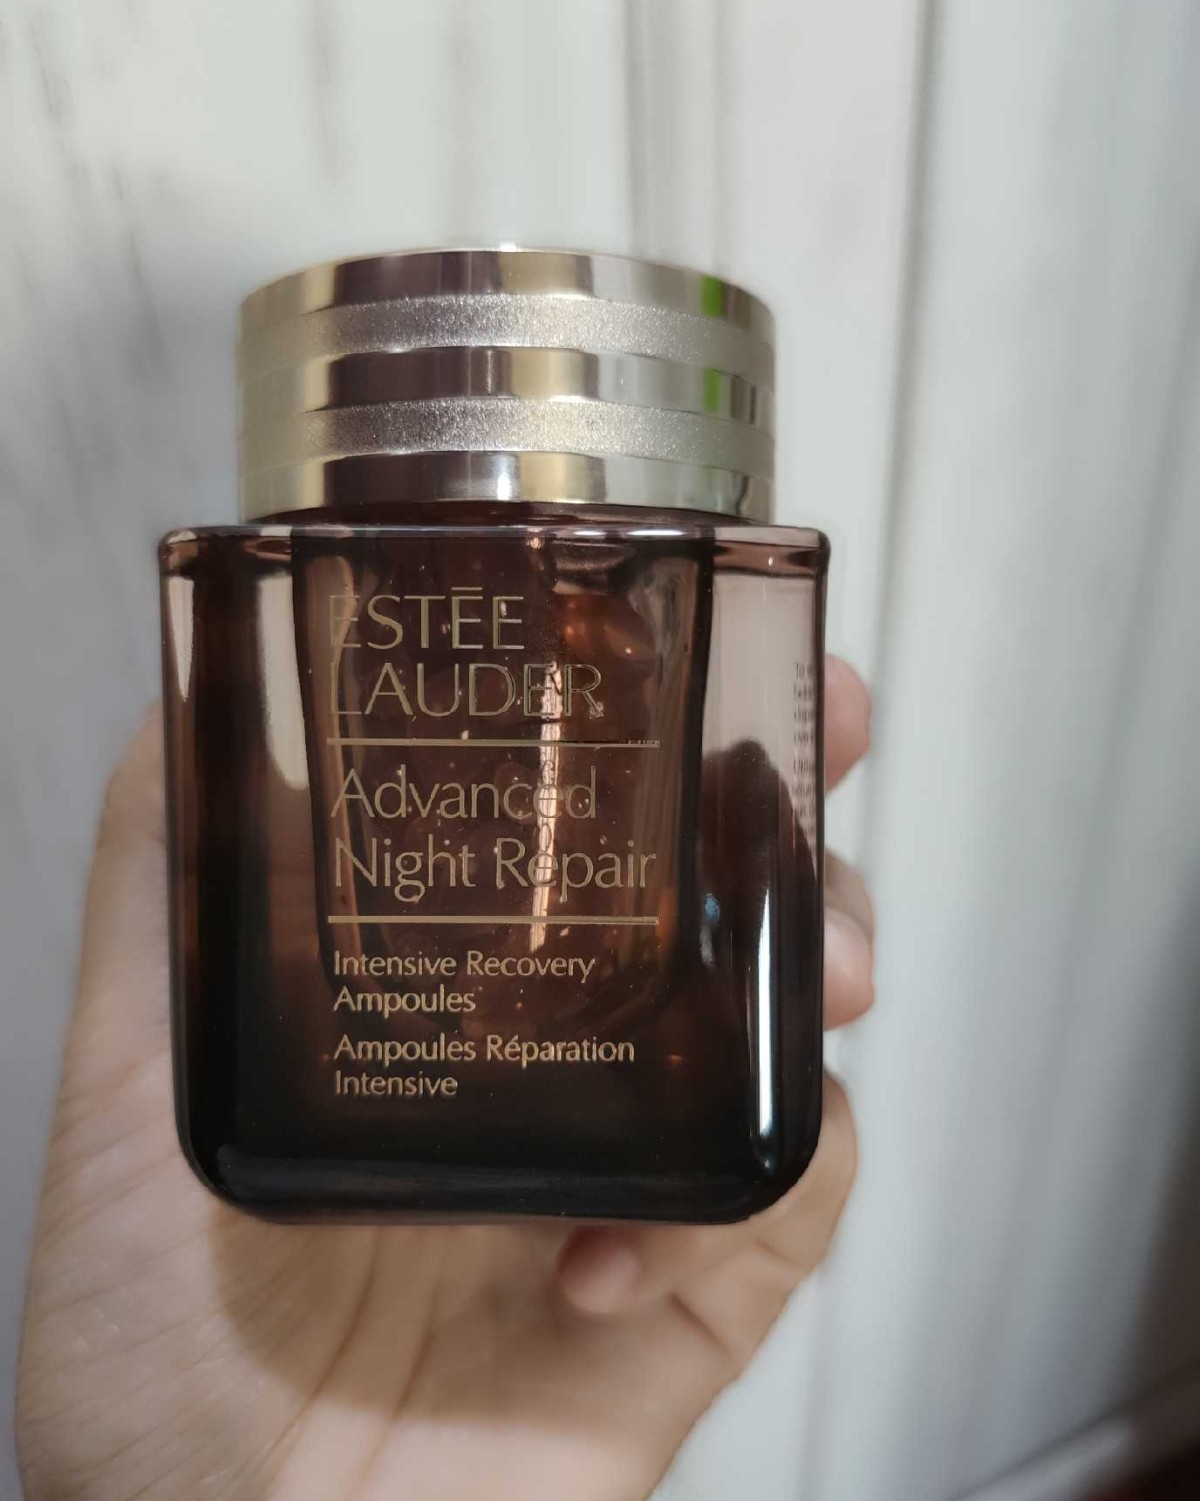 ESTĒE
LAUDER
Advanced
Night Repair
Intensive Recovery
Ampoules
Ampoules Réparation
Intensive